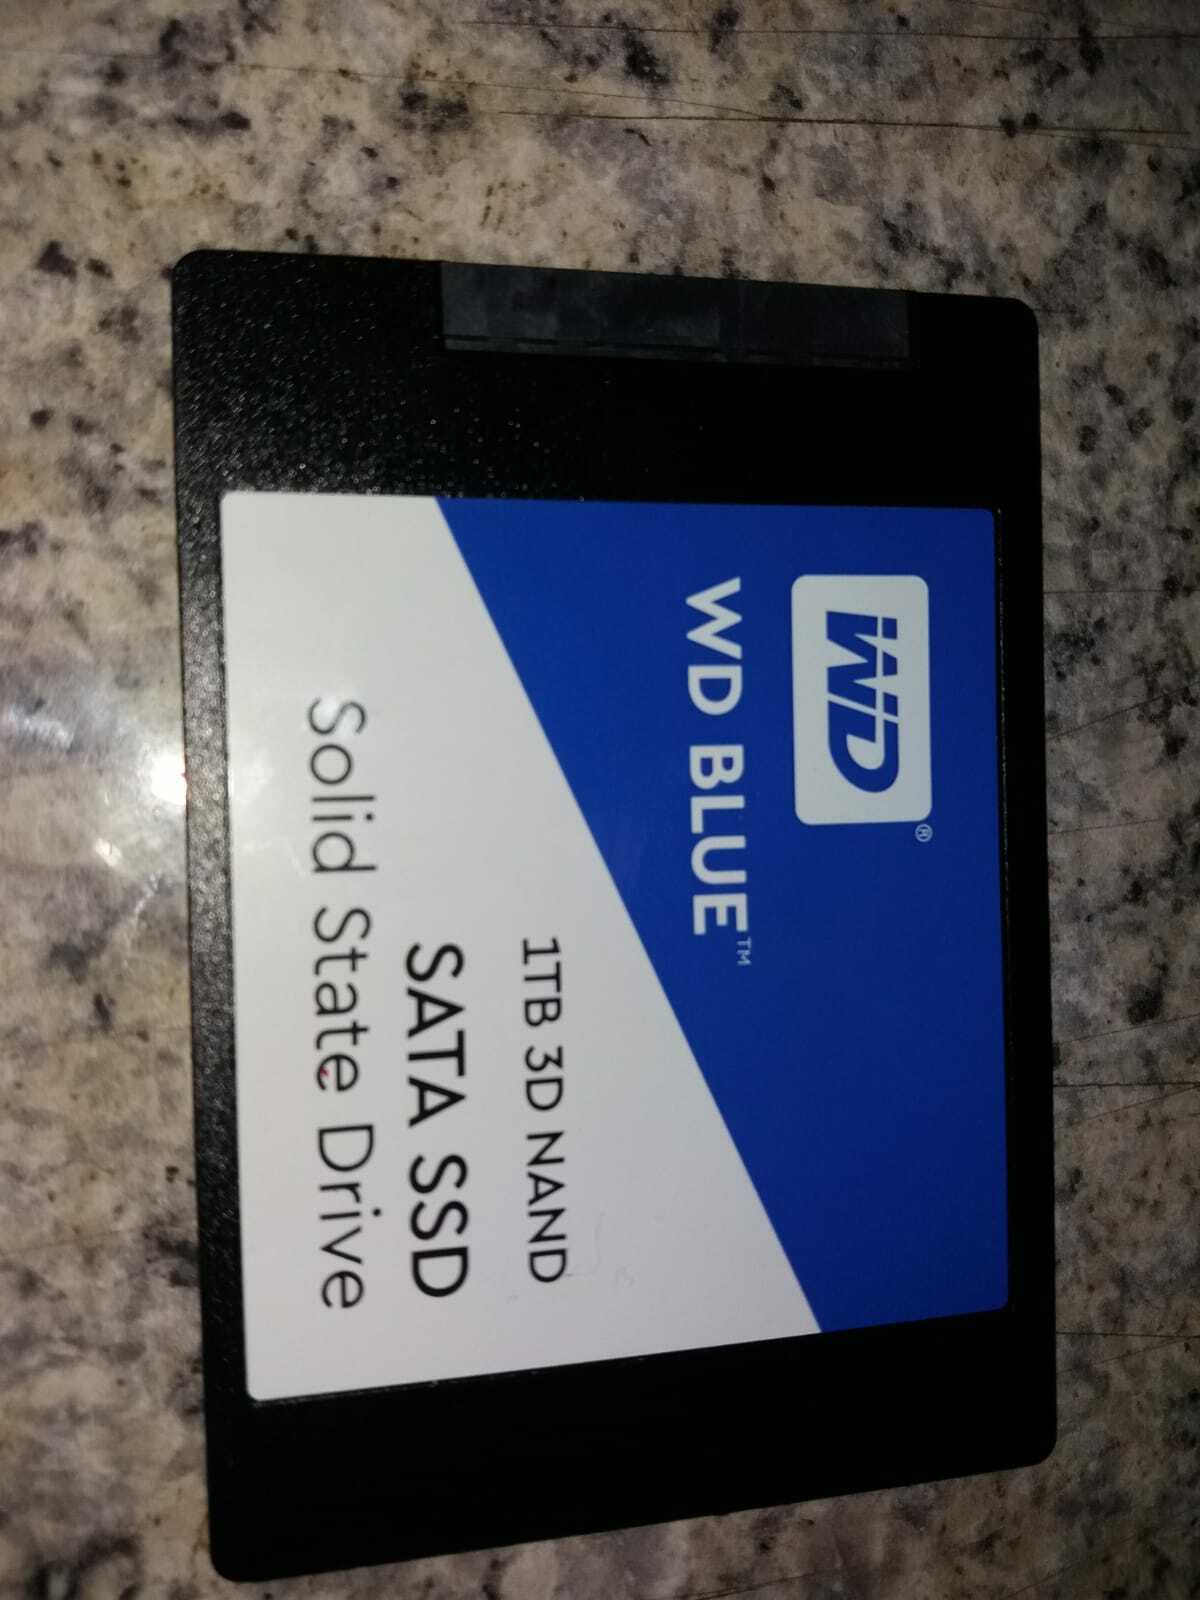 WD®
WD BLUE™
1TB 3D NAND
SATA SSD
Solid State Drive